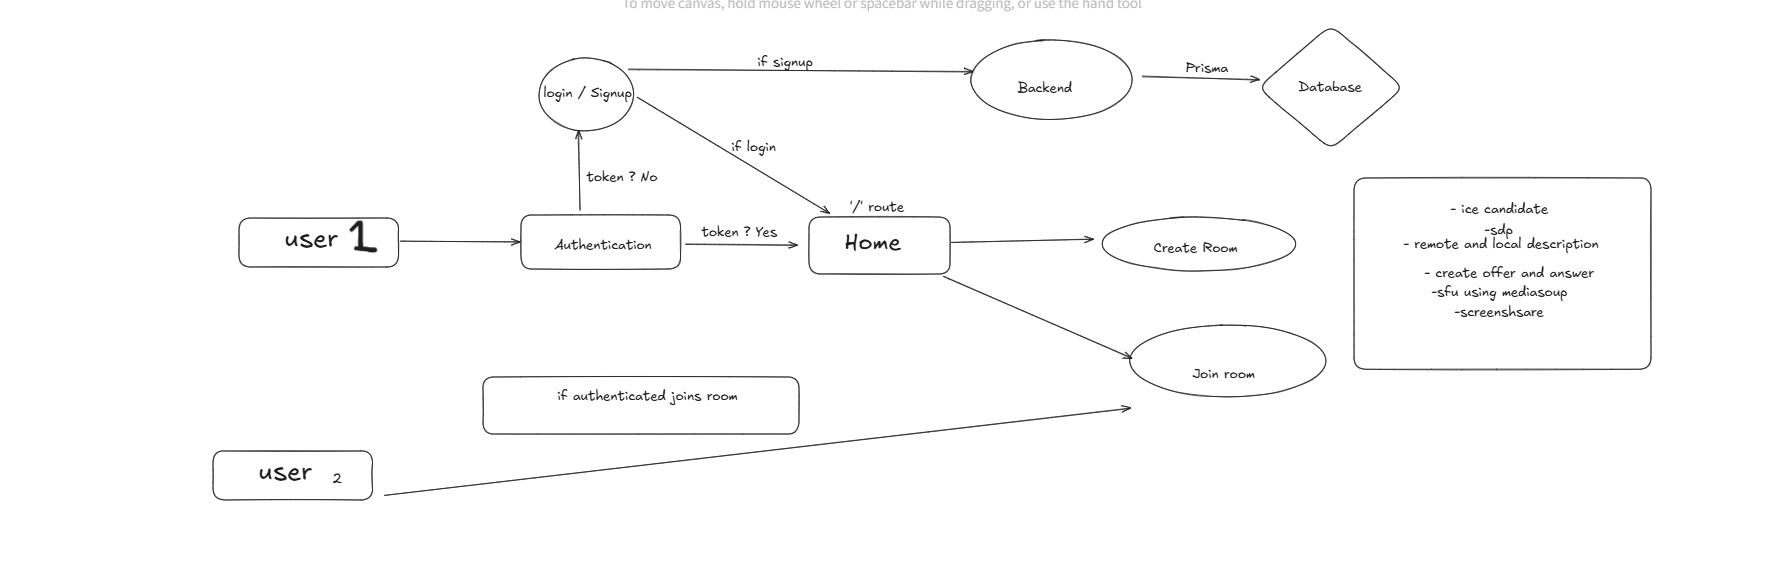 To move canvas, hold mouse wheel or spacebar while dragging, or use the hand tool
if signup
Prisma
login / Signup
Backend
Database
if login
token ? No
'/' route
user 1
Authentication
token ? Yes
Home
Create Room
- ice candidate
-sdp
- remote and local description
- create offer and answer
-sfu using mediasoup
-screenshsare
Join room
if authenticated joins room
user 2